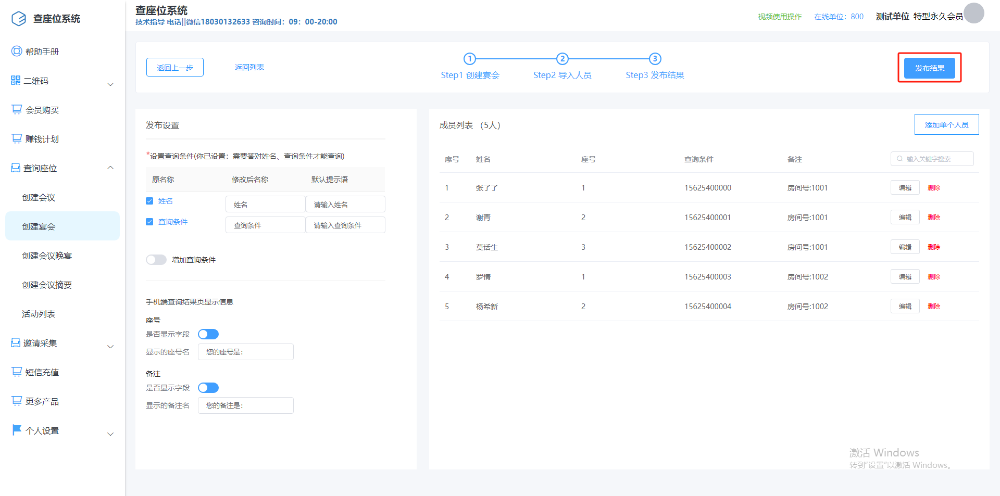 查座位系统
帮助手册
二维码
会员购买
赚钱计划
查询座位
创建会议
创建宴会
创建会议晚宴
创建会议摘要
活动列表
邀请采集
短信充值
更多产品
个人设置
查座位系统
技术指导 电话||微信18030132633 咨询时间：09：00-20:00
视频使用操作 在线单位：800 测试单位 特型永久会员
返回上一步 返回列表
1 2 3
Step1 创建宴会 Step2 导入人员 Step3 发布结果
发布结果
发布设置
*设置查询条件(你已设置：需要答对姓名、查询条件才能查询)
原名称 修改后名称 默认提示语
姓名 姓名 请输入姓名
查询条件 查询条件 请输入查询条件
增加查询条件
手机端查询结果页显示信息
座号
是否显示字段
显示的座号名 您的座号是:
备注
是否显示字段
显示的备注名 您的备注是:
成员列表 （5人） 添加单个人员
序号 姓名 座号 查询条件 备注 输入关键字搜索
1 张了了 1 15625400000 房间号:1001 编辑 删除
2 谢青 2 15625400001 房间号:1001 编辑 删除
3 莫话生 3 15625400002 房间号:1001 编辑 删除
4 罗情 1 15625400003 房间号:1002 编辑 删除
5 杨希新 2 15625400004 房间号:1002 编辑 删除
激活 Windows
转到“设置”以激活 Windows。